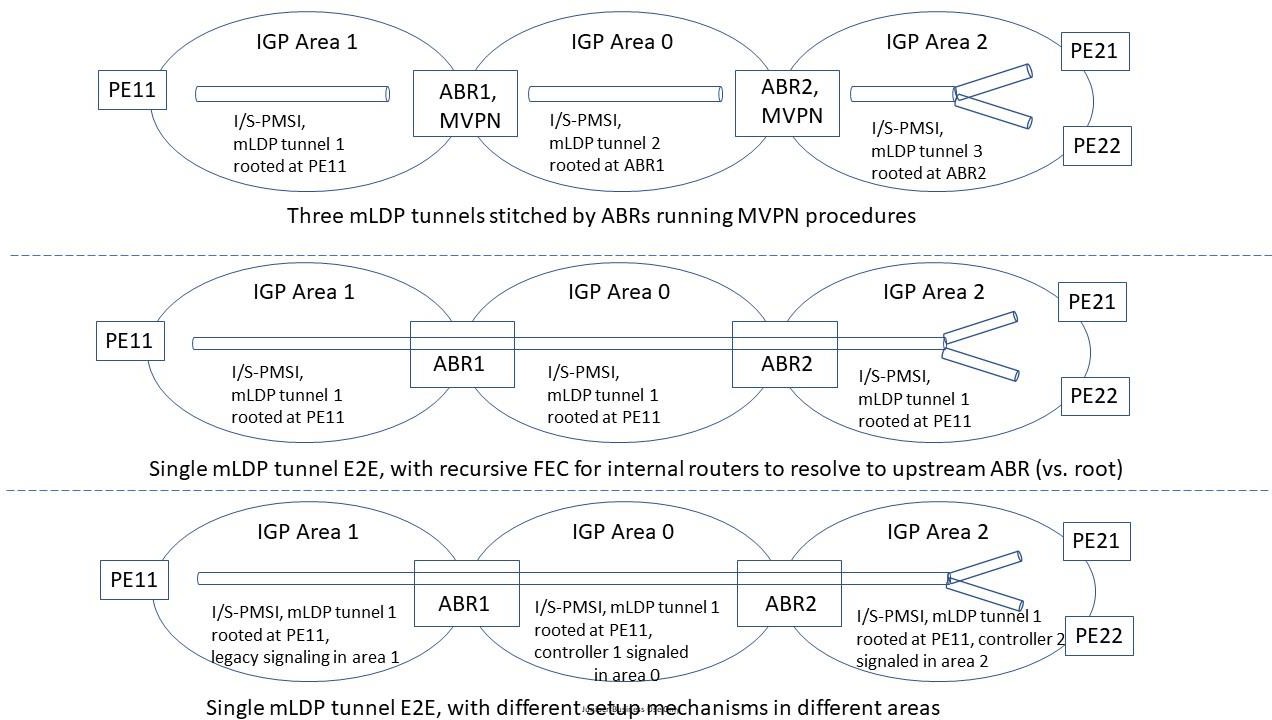 IGP Area 1
IGP Area 0
IGP Area 2
PE11
ABR1,
MVPN
ABR2,
MVPN
PE21
PE22
I/S-PMSI,
mLDP tunnel 1
rooted at PE11
I/S-PMSI,
mLDP tunnel 2
rooted at ABR1
I/S-PMSI,
mLDP tunnel 3
rooted at ABR2
Three mLDP tunnels stitched by ABRs running MVPN procedures
IGP Area 1
IGP Area 0
IGP Area 2
PE11
ABR1
ABR2
PE21
PE22
I/S-PMSI,
mLDP tunnel 1
rooted at PE11
I/S-PMSI,
mLDP tunnel 1
rooted at PE11
I/S-PMSI,
mLDP tunnel 1
rooted at PE11
Single mLDP tunnel E2E, with recursive FEC for internal routers to resolve to upstream ABR (vs. root)
IGP Area 1
IGP Area 0
IGP Area 2
PE11
ABR1
ABR2
PE21
PE22
I/S-PMSI, mLDP tunnel 1
rooted at PE11,
legacy signaling in area 1
I/S-PMSI, mLDP tunnel 1
rooted at PE11,
controller 1 signaled
in area 0
I/S-PMSI, mLDP tunnel 1
rooted at PE11, controller 2
signaled in area 2
Single mLDP tunnel E2E, with different setup mechanisms in different areas